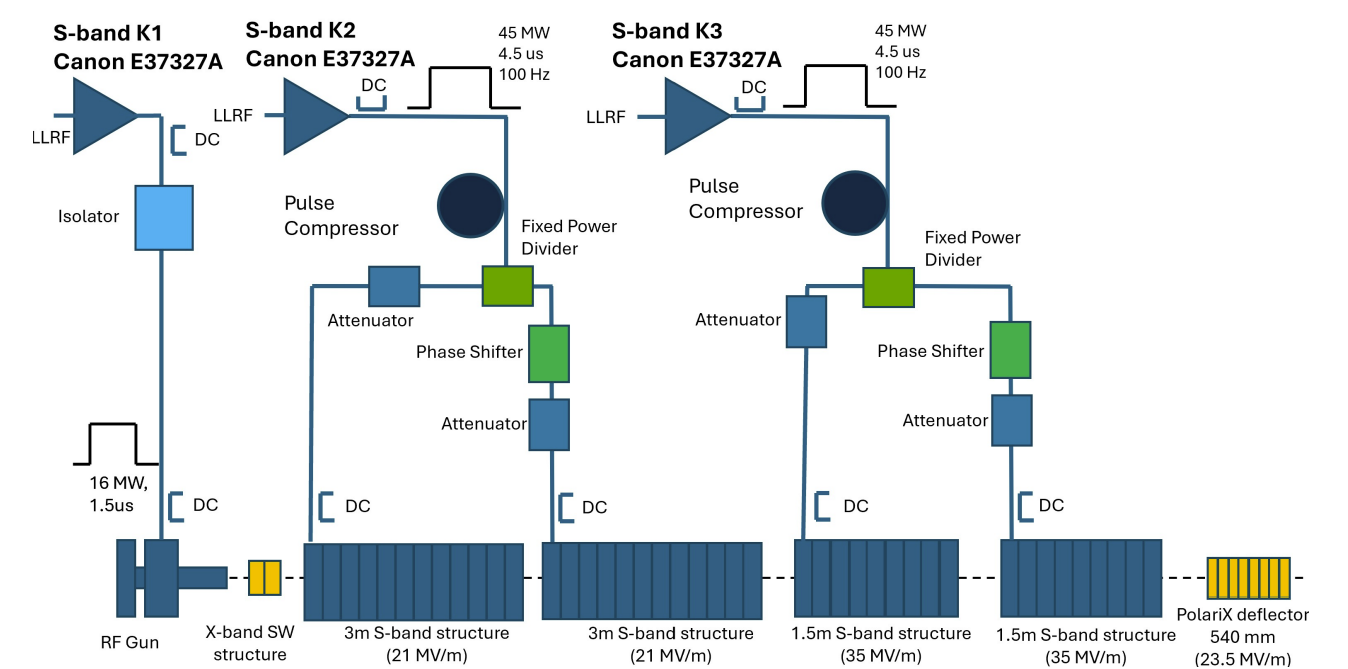 S-band K1
Canon E37327A
S-band K2
Canon E37327A
45 MW
4.5 us
100 Hz
S-band K3
Canon E37327A
45 MW
4.5 us
100 Hz
DC
DC
LLRF
LLRF
LLRF
DC
Isolator
Pulse
Compressor
Pulse
Compressor
Fixed Power
Divider
Fixed Power
Divider
Attenuator
Attenuator
Phase Shifter
Phase Shifter
Attenuator
Attenuator
16 MW,
1.5us
DC
DC
DC
DC
DC
RF Gun
X-band SW
structure
3m S-band structure
(21 MV/m)
3m S-band structure
(21 MV/m)
1.5m S-band structure
(35 MV/m)
1.5m S-band structure
(35 MV/m)
PolariX deflector
540 mm
(23.5 MV/m)